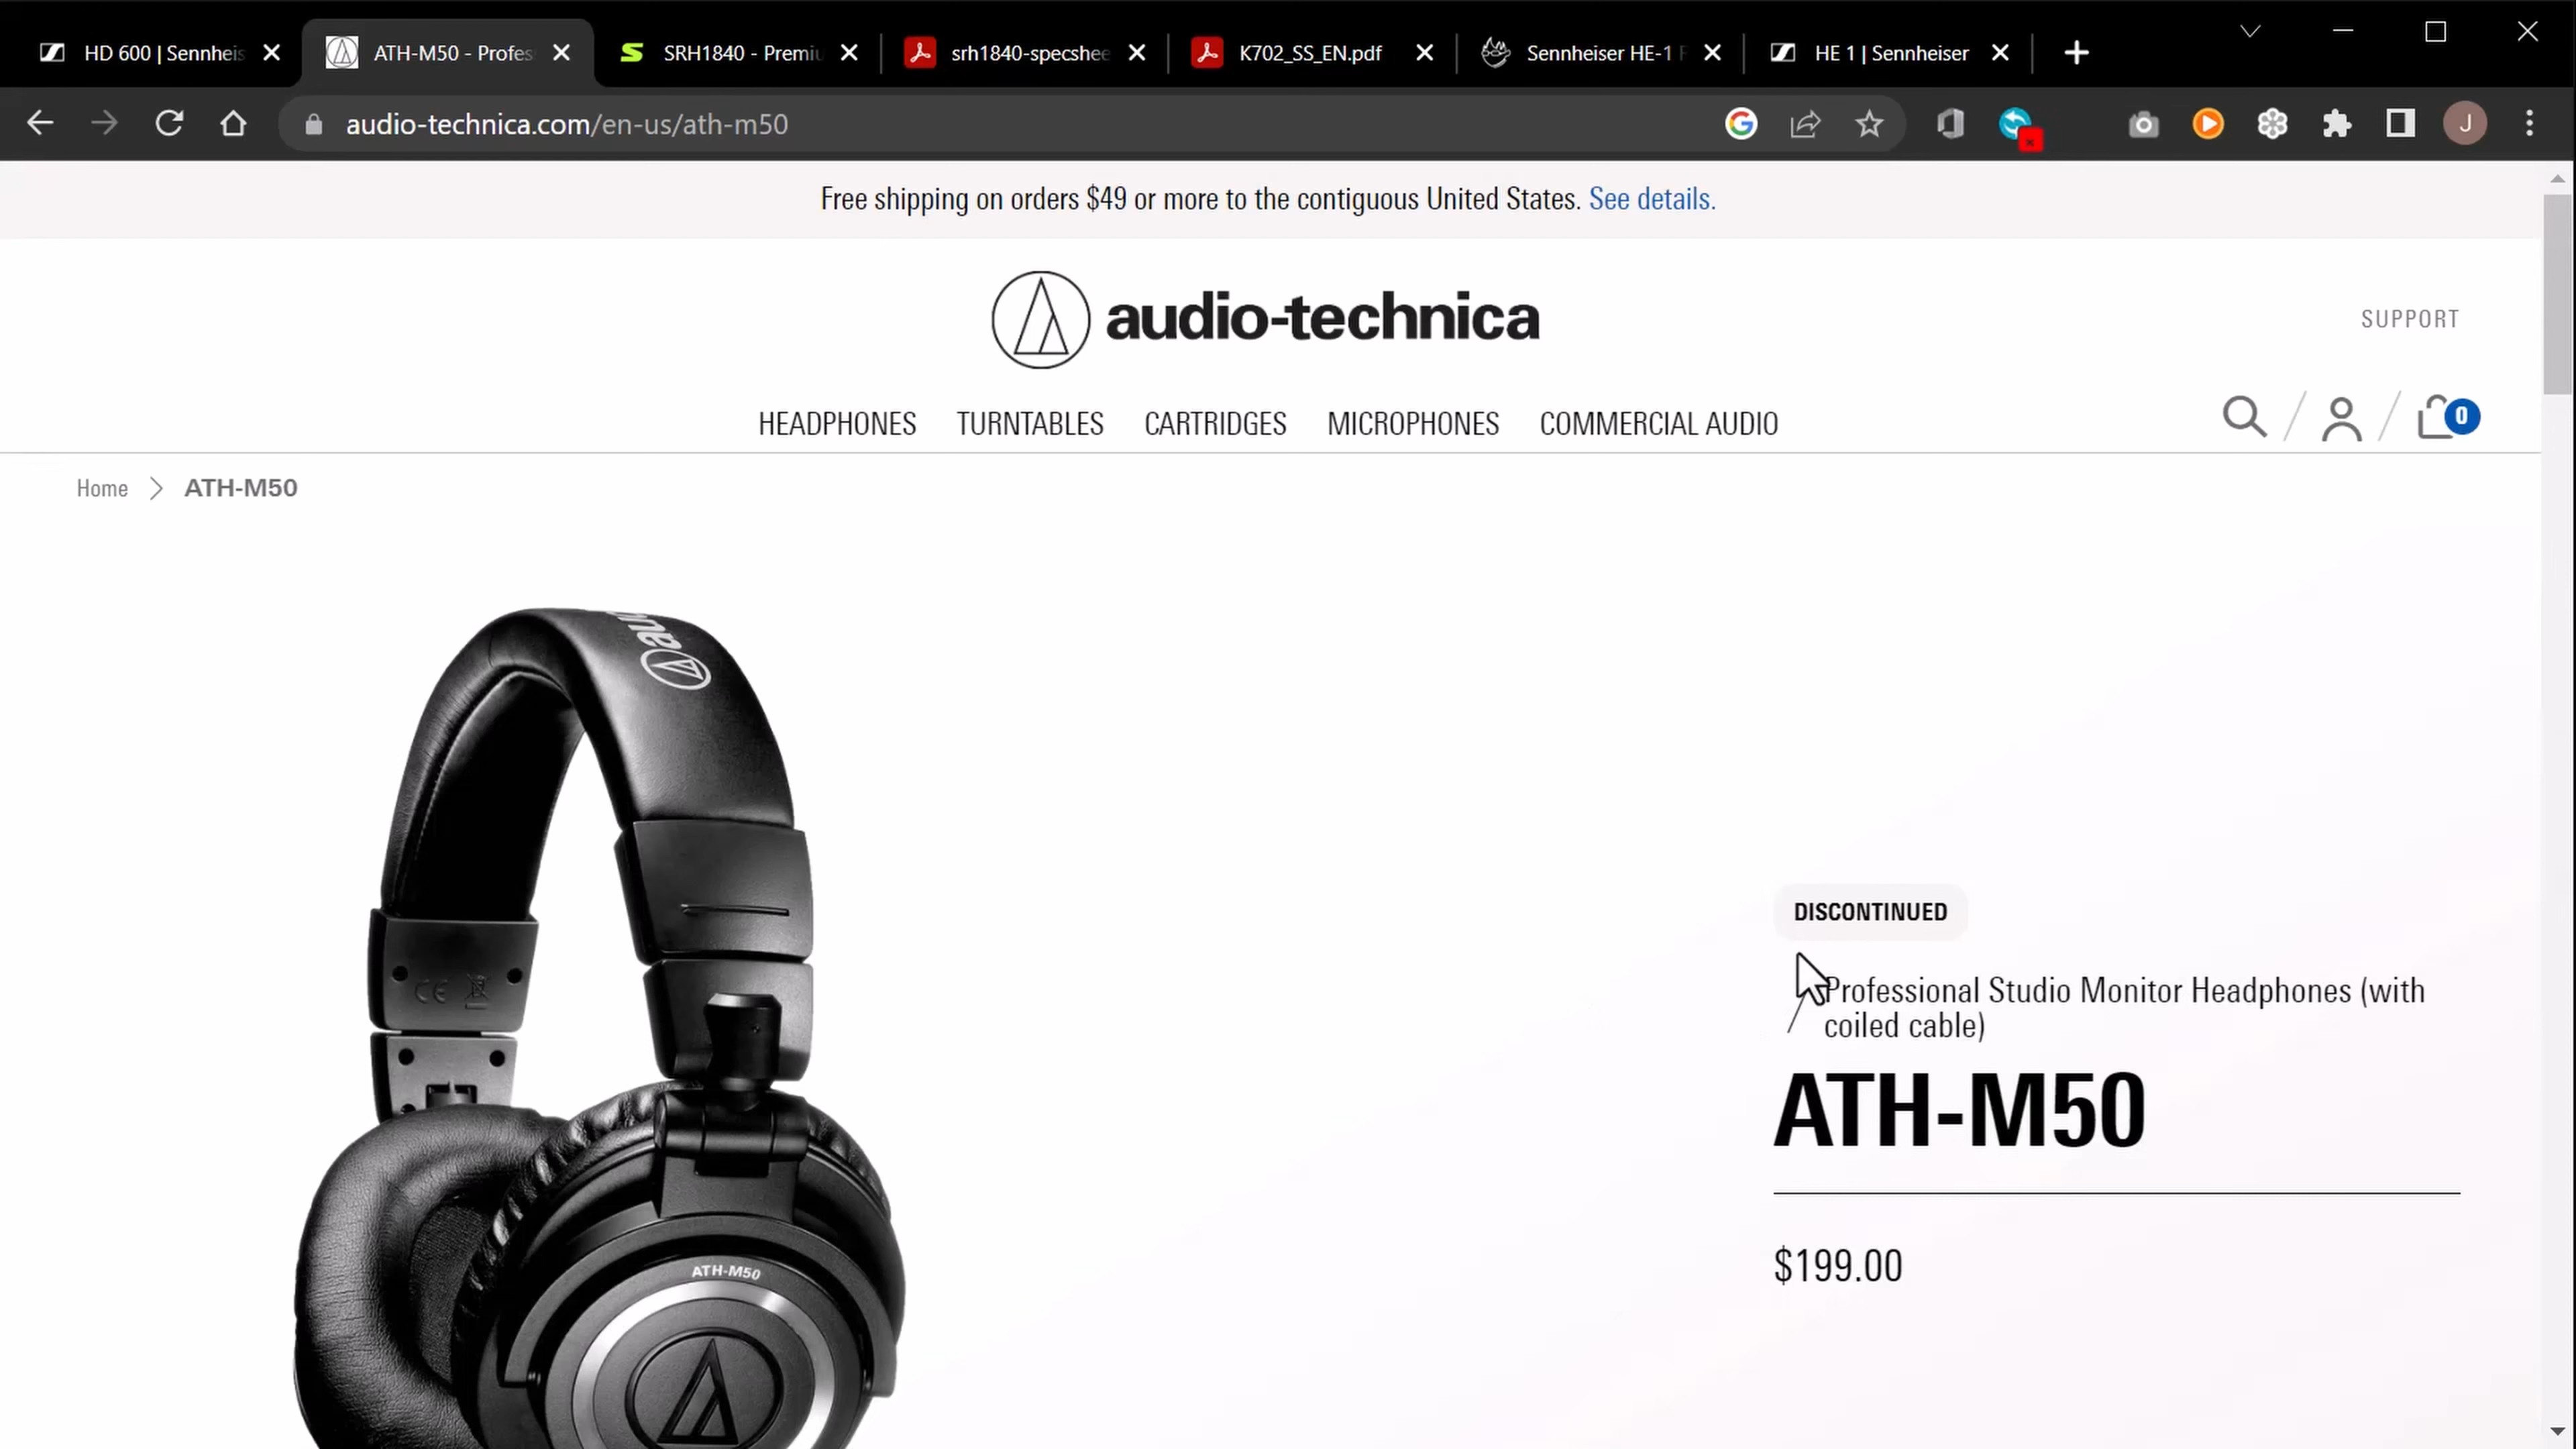 HD 600 | Sennheis
ATH-M50 - Profes
SRH1840 - Premiu
srh1840-specshee
K702_SS_EN.pdf
Sennheiser HE-1 F
HE 1 | Sennheiser
audio-technica.com/en-us/ath-m50
J
Free shipping on orders $49 or more to the contiguous United States. See details.
audio-technica
SUPPORT
HEADPHONES TURNTABLES CARTRIDGES MICROPHONES COMMERCIAL AUDIO
0
Home > ATH-M50
DISCONTINUED
Professional Studio Monitor Headphones (with
coiled cable)
ATH-M50
$199.00
CE
ATH-M50